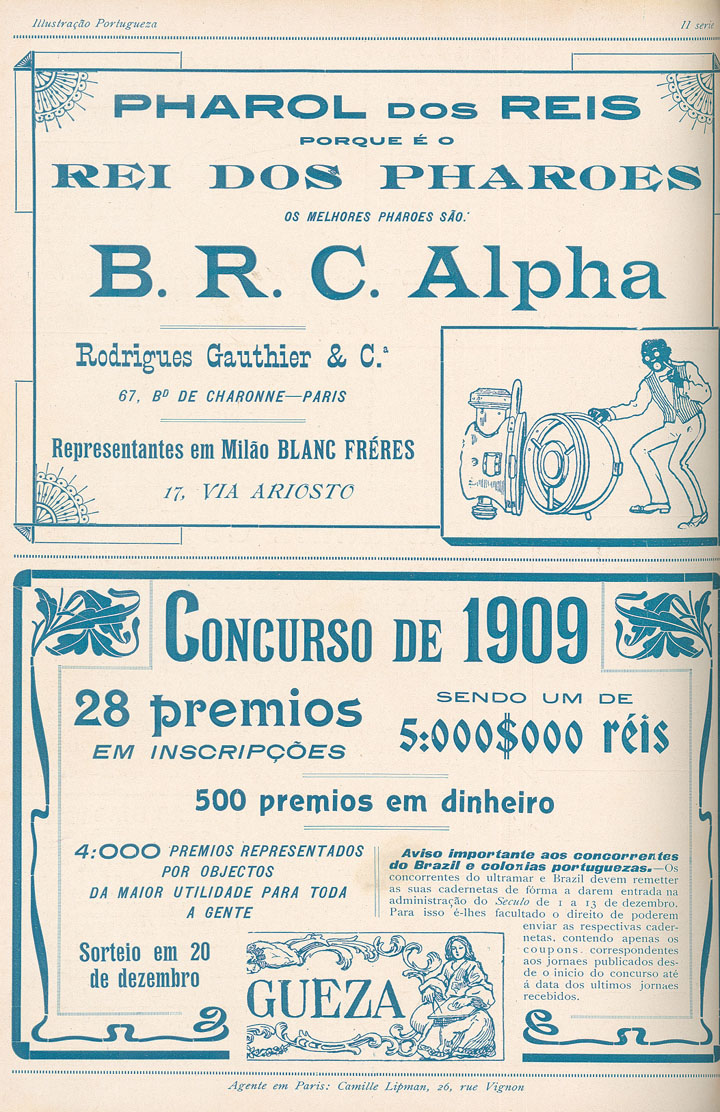 Illustração Portugueza
II serie
PHAROL DOS REIS
PORQUE É O
REI DOS PHAROES
OS MELHORES PHAROES SÃO:
B. R. C. Alpha
Rodrigues Gauthier & C.ª
67, Bᴰ DE CHARONNE—PARIS
Representantes em Milão BLANC FRÉRES
17, VIA ARIOSTO
CONCURSO DE 1909
28 premios
EM INSCRIPÇÕES
SENDO UM DE
5:000$000 réis
500 premios em dinheiro
4:000 PREMIOS REPRESENTADOS
POR OBJECTOS
DA MAIOR UTILIDADE PARA TODA
A GENTE
Sorteio em 20
de dezembro
Aviso importante aos concorrentes
do Brazil e colonias portuguezas.—Os
concorrentes do ultramar e Brazil devem remetter
as suas cadernetas de fórma a darem entrada na
administração do Seculo de 1 a 13 de dezembro.
Para isso é-lhes facultado o direito de poderem
enviar as respectivas cader-
netas, contendo apenas os
coupons correspondentes
aos jornaes publicados des-
de o inicio do concurso até
á data dos ultimos jornaes
recebidos.
GUEZA
Agente em Paris: Camille Lipman, 26, rue Vignon